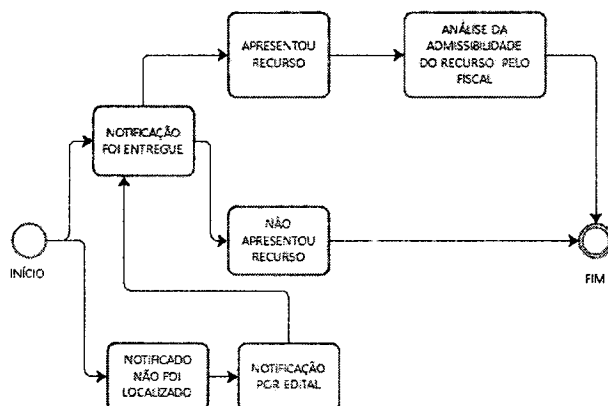 APRESENTOU
RECURSO
ANÁLISE DA
ADMISSIBILIDADE
DO RECURSO PELO
FISCAL
NOTIFICAÇÃO
FOI ENTREGUE
NÃO
APRESENTOU
RECURSO
INÍCIO
FIM
NOTIFICADO
NÃO FOI
LOCALIZADO
NOTIFICAÇÃO
POR EDITAL